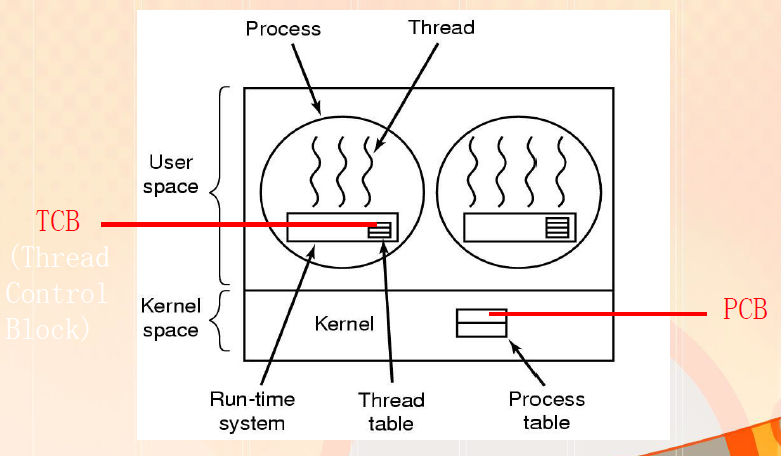 Process
Thread
User
space
TCB
(Thread
Control
Block)
Kernel
space
Kernel
PCB
Run-time
system
Thread
table
Process
table